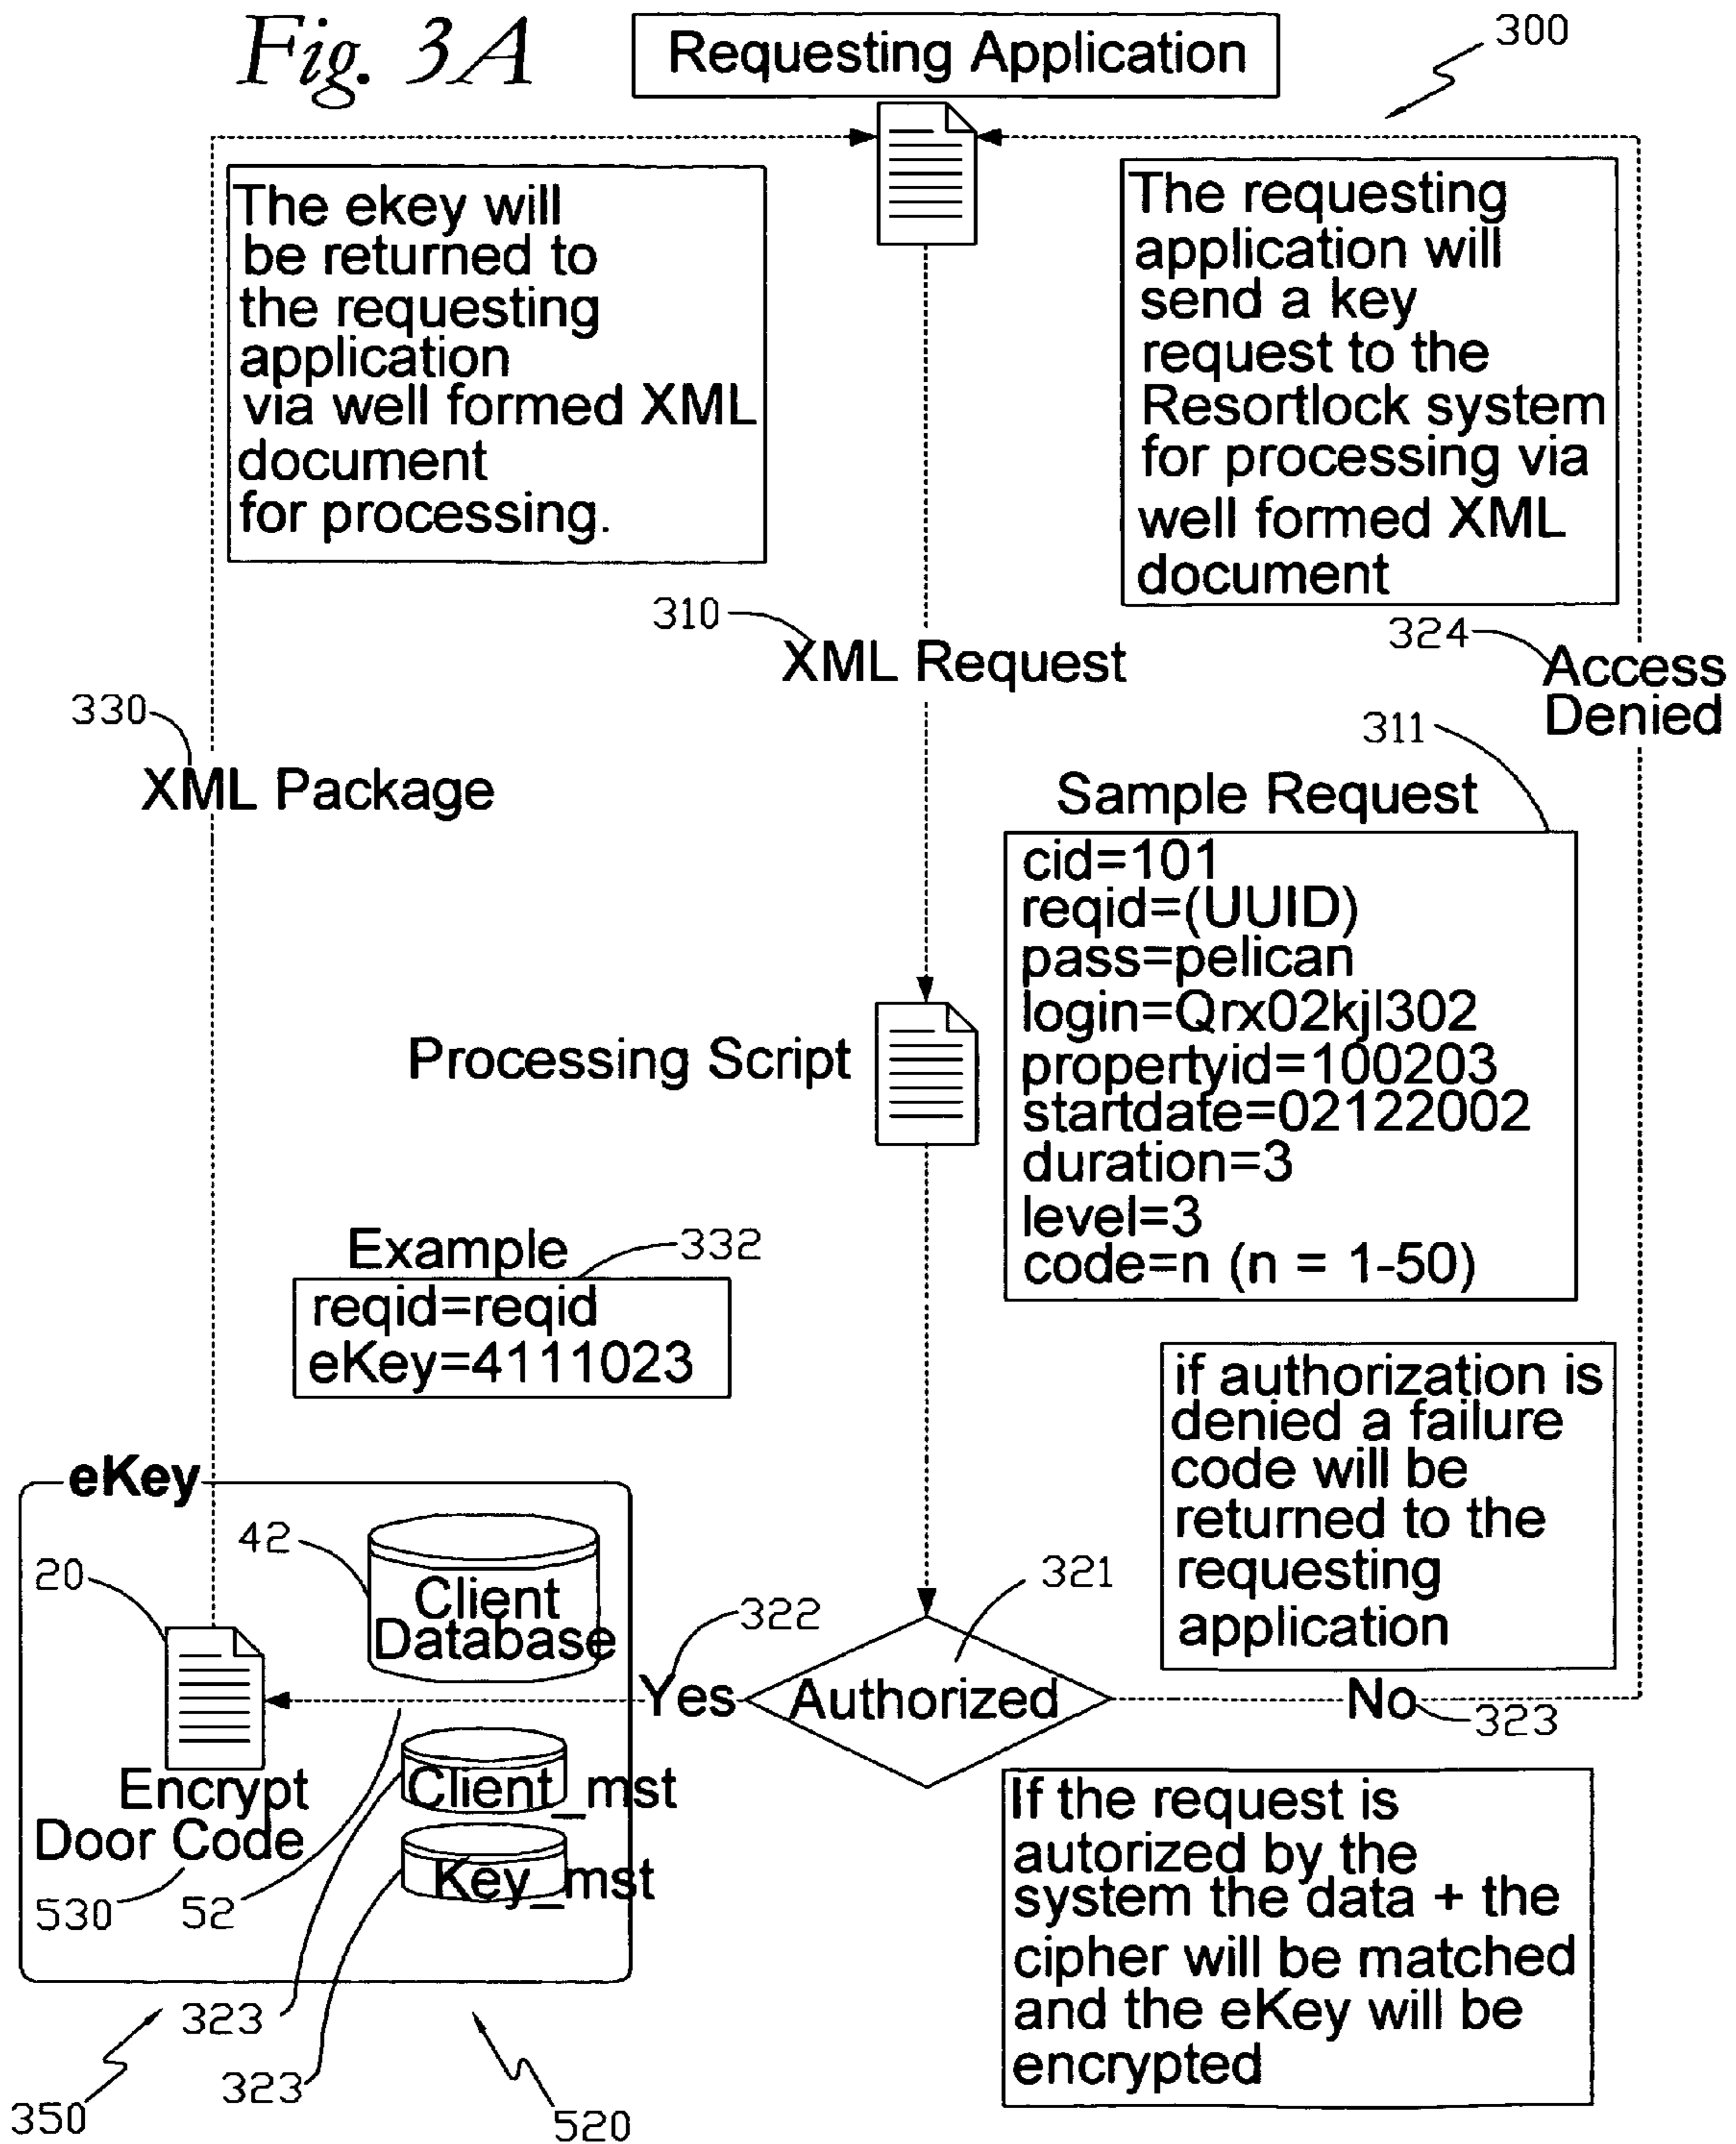 Fig. 3A
Requesting Application
300
The ekey will
be returned to
the requesting
application
via well formed XML
document
for processing.
The requesting
application will
send a key
request to the
Resortlock system
for processing via
well formed XML
document
310
XML Request
324
Access
Denied
330
XML Package
311
Sample Request
cid=101
reqid=(UUID)
pass=pelican
login=Qrx02kjl302
propertyid=100203
startdate=02122002
duration=3
level=3
code=n (n = 1-50)
Processing Script
Example
332
reqid=reqid
eKey=4111023
if authorization is
denied a failure
code will be
returned to the
requesting
application
eKey
42
20
Client
Database
322
321
Yes
Authorized
No
323
Encrypt
Door Code
Client_mst
Key_mst
530
52
323
323
350
520
If the request is
autorized by the
system the data + the
cipher will be matched
and the eKey will be
encrypted